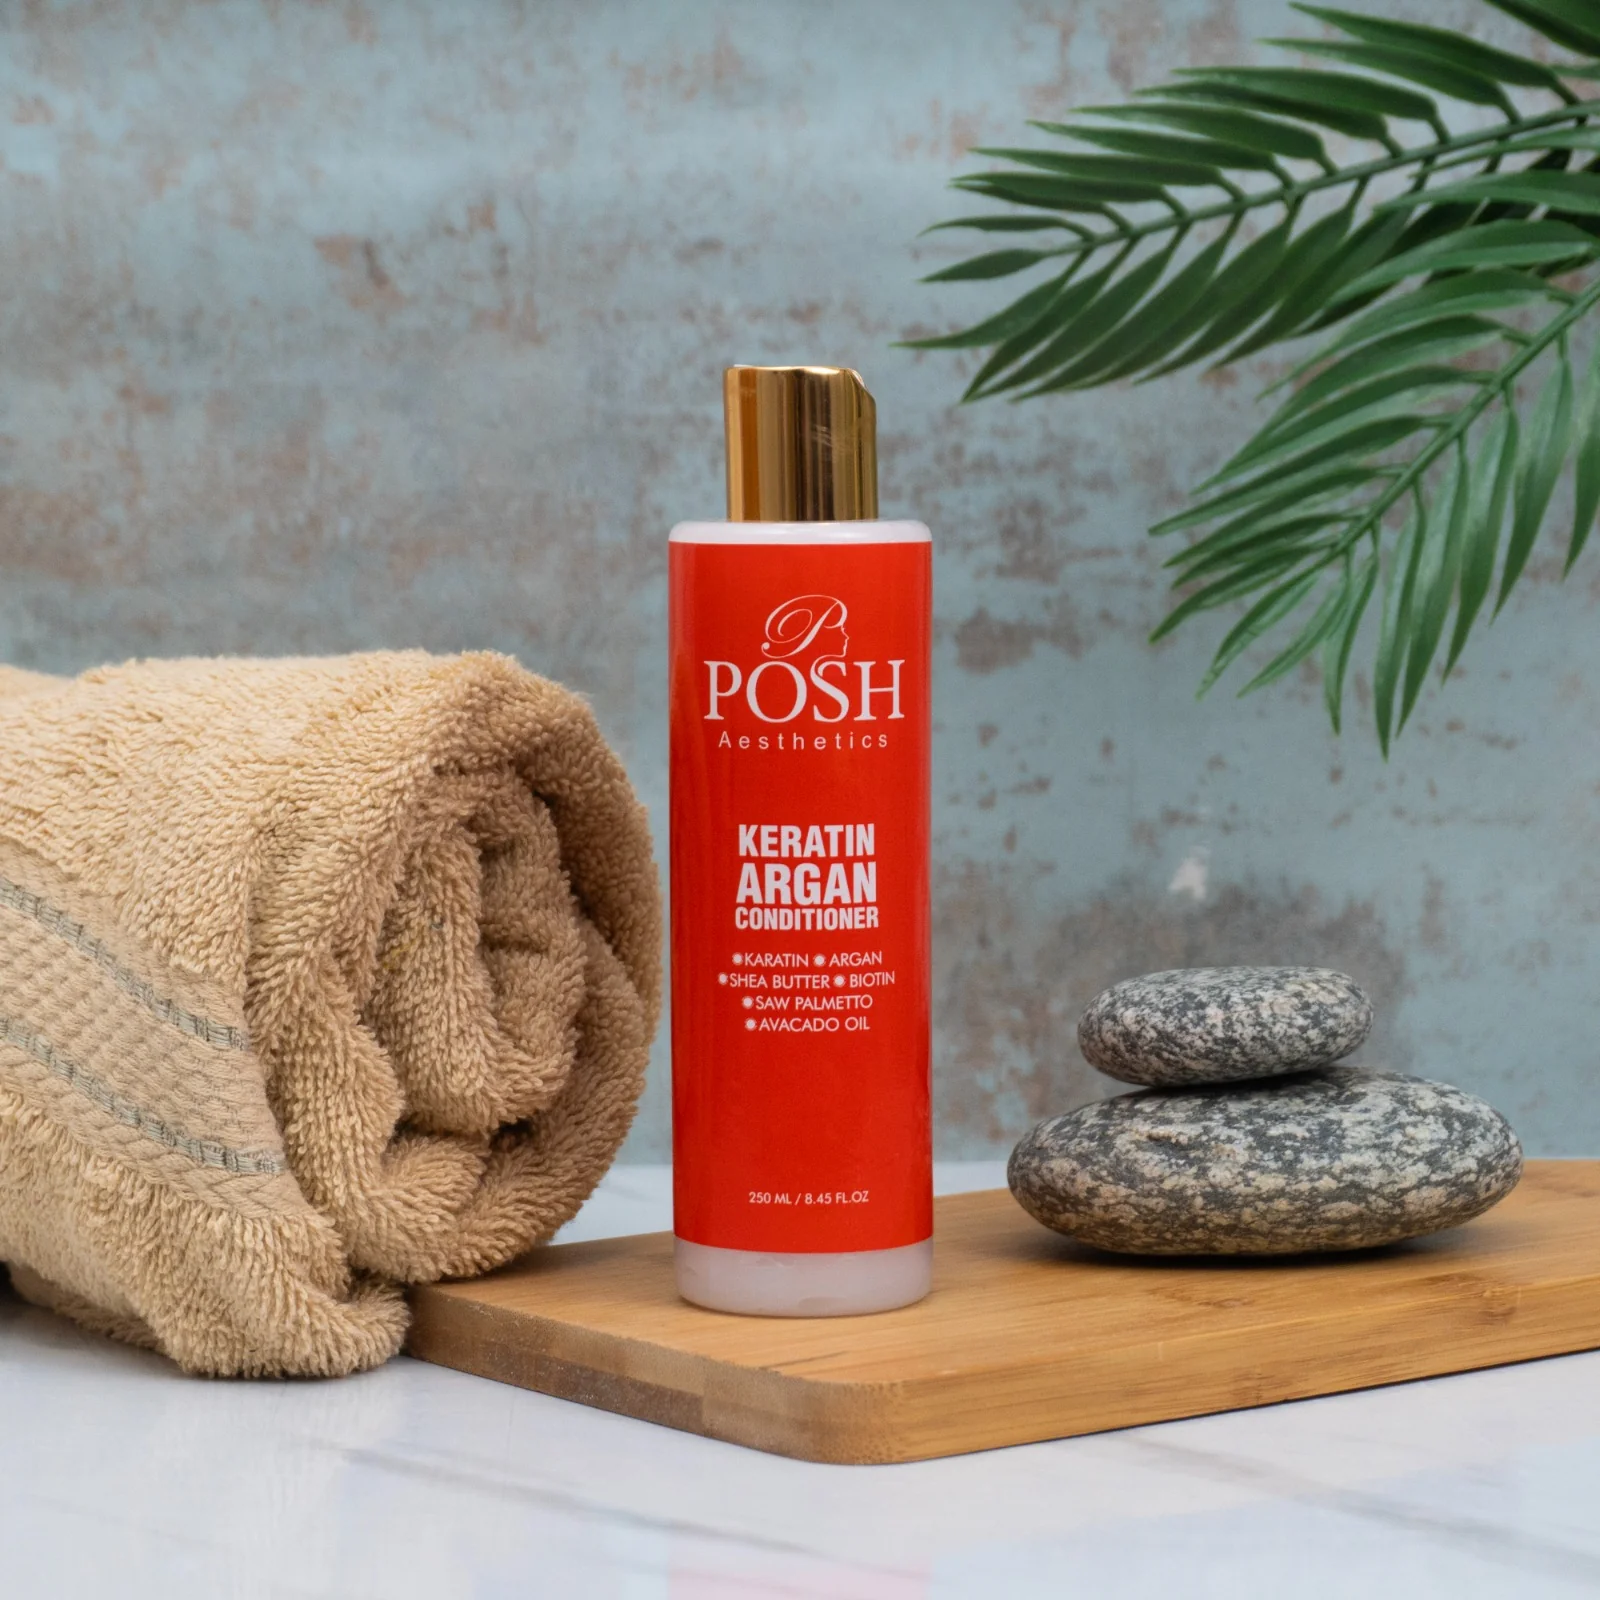 P
POSH
Aesthetics
KERATIN
ARGAN
CONDITIONER
KARATIN ARGAN
SHEA BUTTER BIOTIN
SAW PALMETTO
AVACADO OIL
250 ML / 8.45 FL.OZ